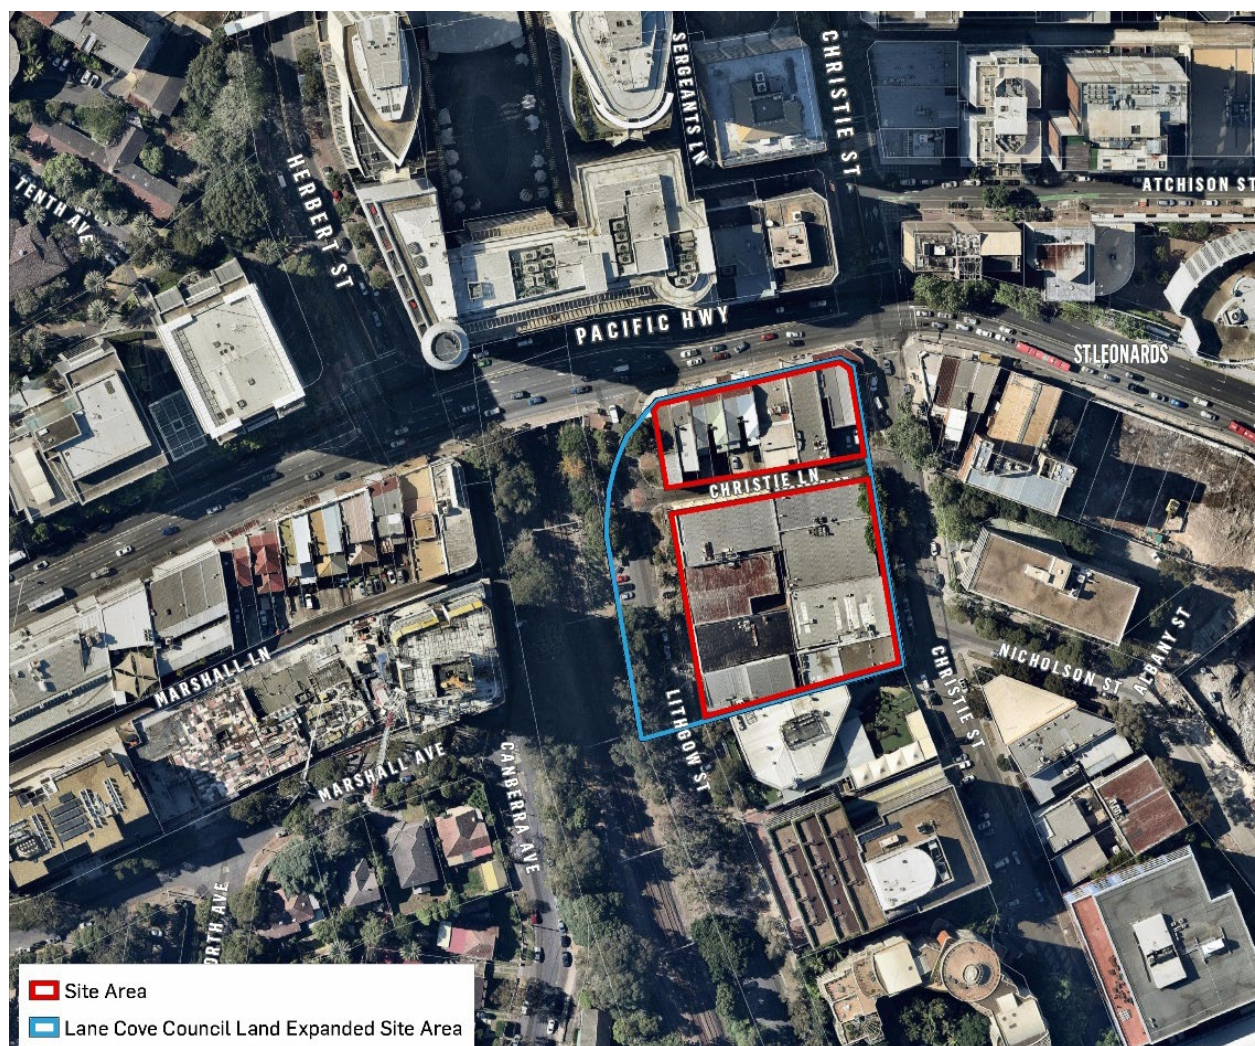 SERGEANTS LN
CHRISTIE ST
HERBERT ST
TENTH AVE
ATCHISON ST
PACIFIC HWY
ST LEONARDS
CHRISTIE LN
MARSHALL LN
NICHOLSON ST
ALBANY ST
CHRISTIE ST
LITHGOW ST
MARSHALL AVE
CANBERRA AVE
ORTH AVE
Site Area
Lane Cove Council Land Expanded Site Area